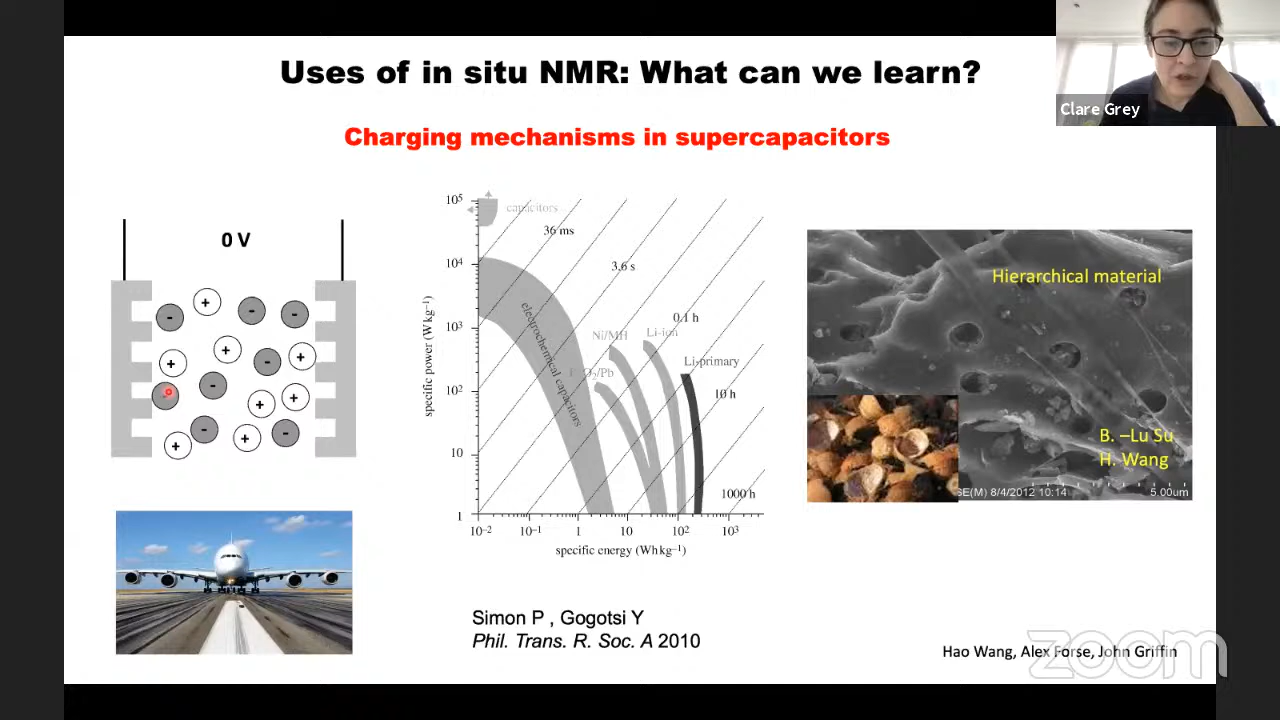 Uses of in situ NMR: What can we learn?
Clare Grey
Charging mechanisms in supercapacitors
0 V
+
-
-
-
+
+
-
+
-
-
+
+
-
+
+
-
specific power (W kg⁻¹)
10⁵
10⁴
10³
10²
10
1
capacitors
36 ms
3.6 s
0.1 h
electrochemical capacitors
Ni/MH
Li-ion
Li-primary
O₂/Pb
10 h
1000 h
10⁻²
10⁻¹
1
10
10²
10³
specific energy (Wh kg⁻¹)
Hierarchical material
B. –Lu Su
H. Wang
SE(M) 8/4/2012 10:14
5.00um
Simon P , Gogotsi Y
Phil. Trans. R. Soc. A 2010
Hao Wang, Alex Forse, John Griffin
zoom